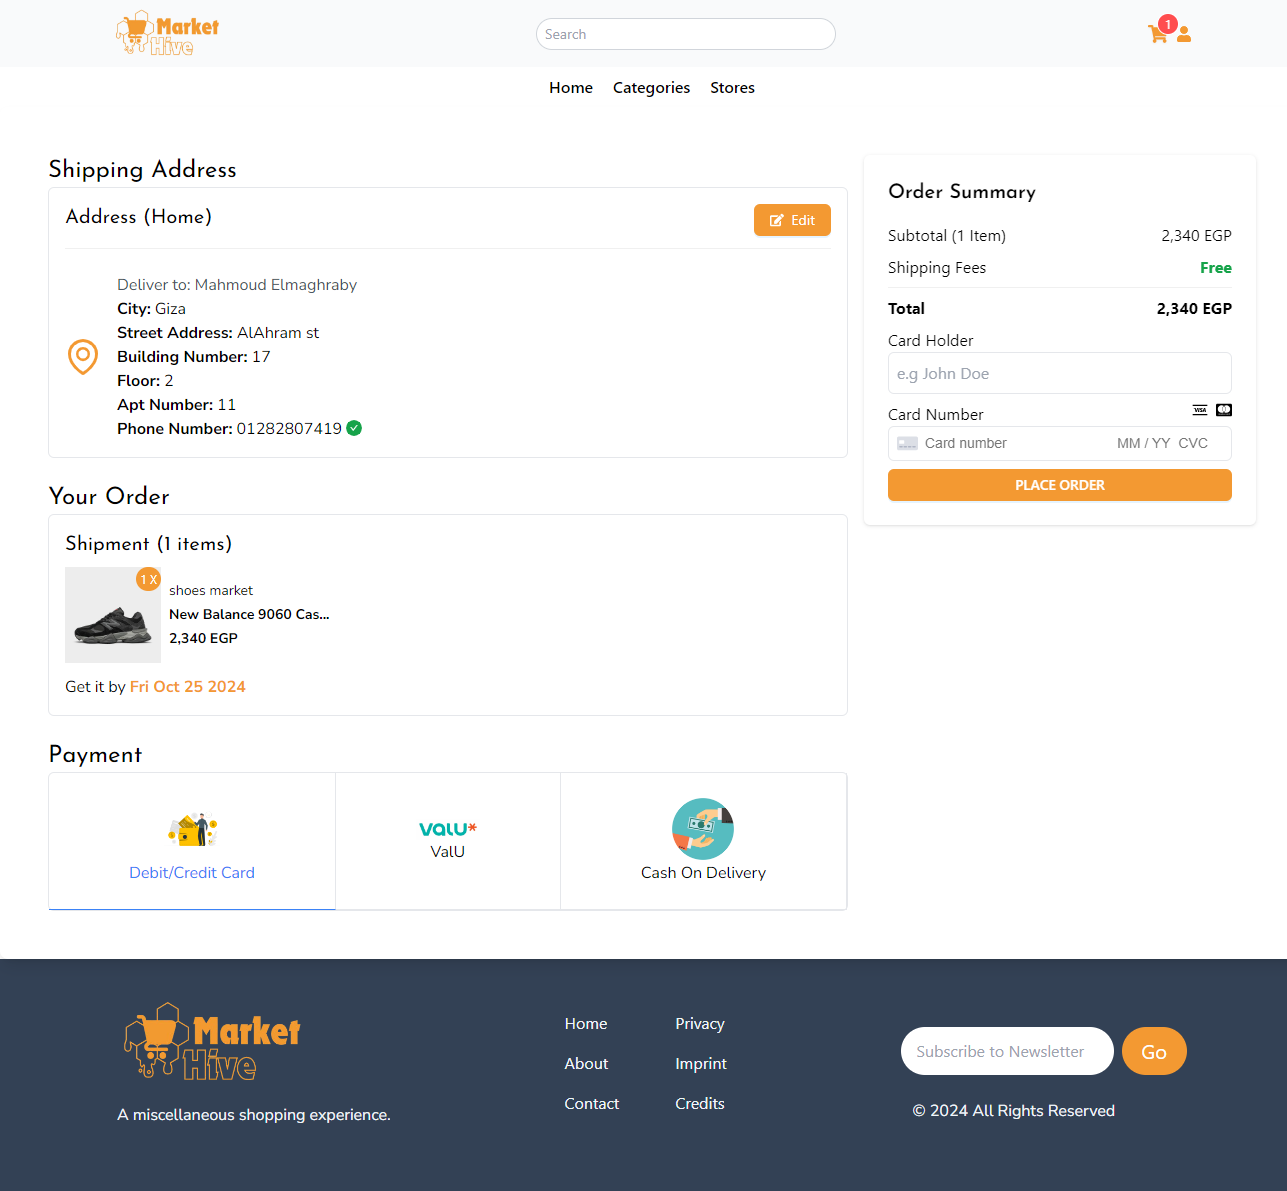 Market
Hive
Search
1
Home
Categories
Stores
Shipping Address
Address (Home)
Edit
Deliver to: Mahmoud Elmaghraby
City: Giza
Street Address: AlAhram st
Building Number: 17
Floor: 2
Apt Number: 11
Phone Number: 01282807419
Your Order
Shipment (1 items)
1 X
shoes market
New Balance 9060 Cas...
2,340 EGP
Get it by Fri Oct 25 2024
Payment
Debit/Credit Card
VALU*
ValU
Cash On Delivery
Order Summary
Subtotal (1 Item) 2,340 EGP
Shipping Fees Free
Total 2,340 EGP
Card Holder
e.g John Doe
Card Number VISA
Card number MM / YY CVC
PLACE ORDER
Market
Hive
A miscellaneous shopping experience.
Home
About
Contact
Privacy
Imprint
Credits
Subscribe to Newsletter Go
© 2024 All Rights Reserved